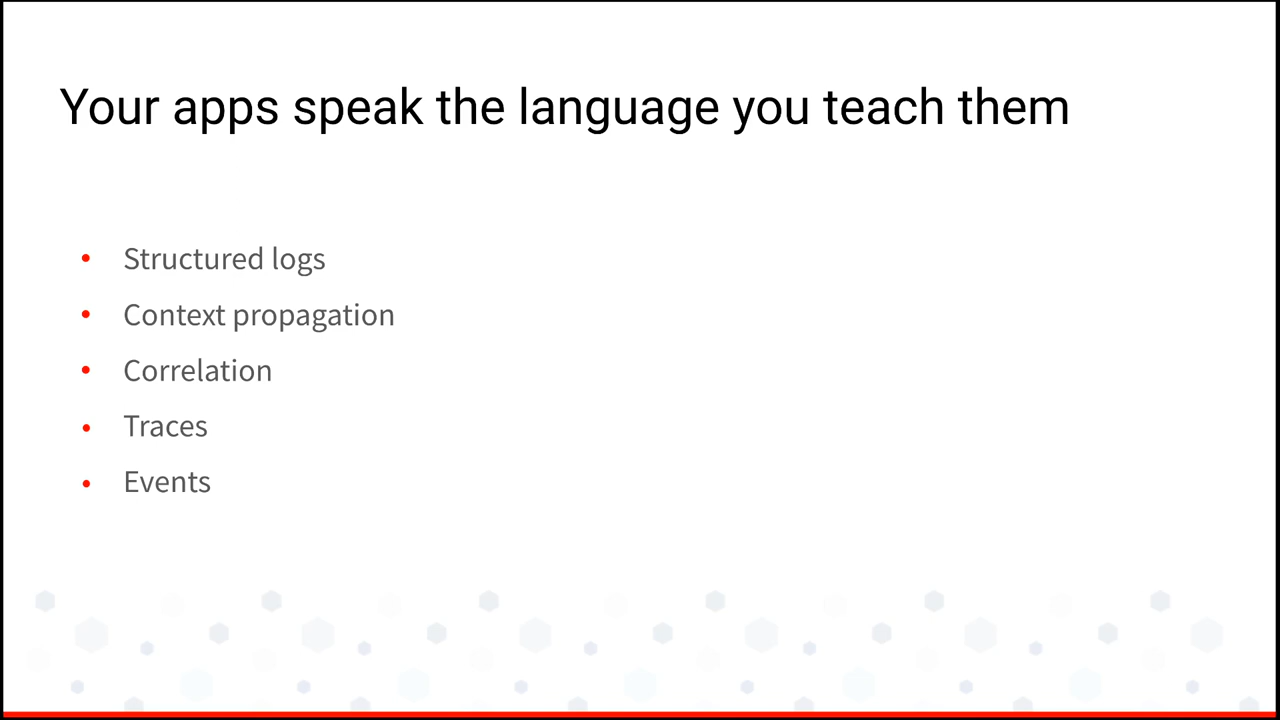 Your apps speak the language you teach them
• Structured logs
• Context propagation
• Correlation
• Traces
• Events